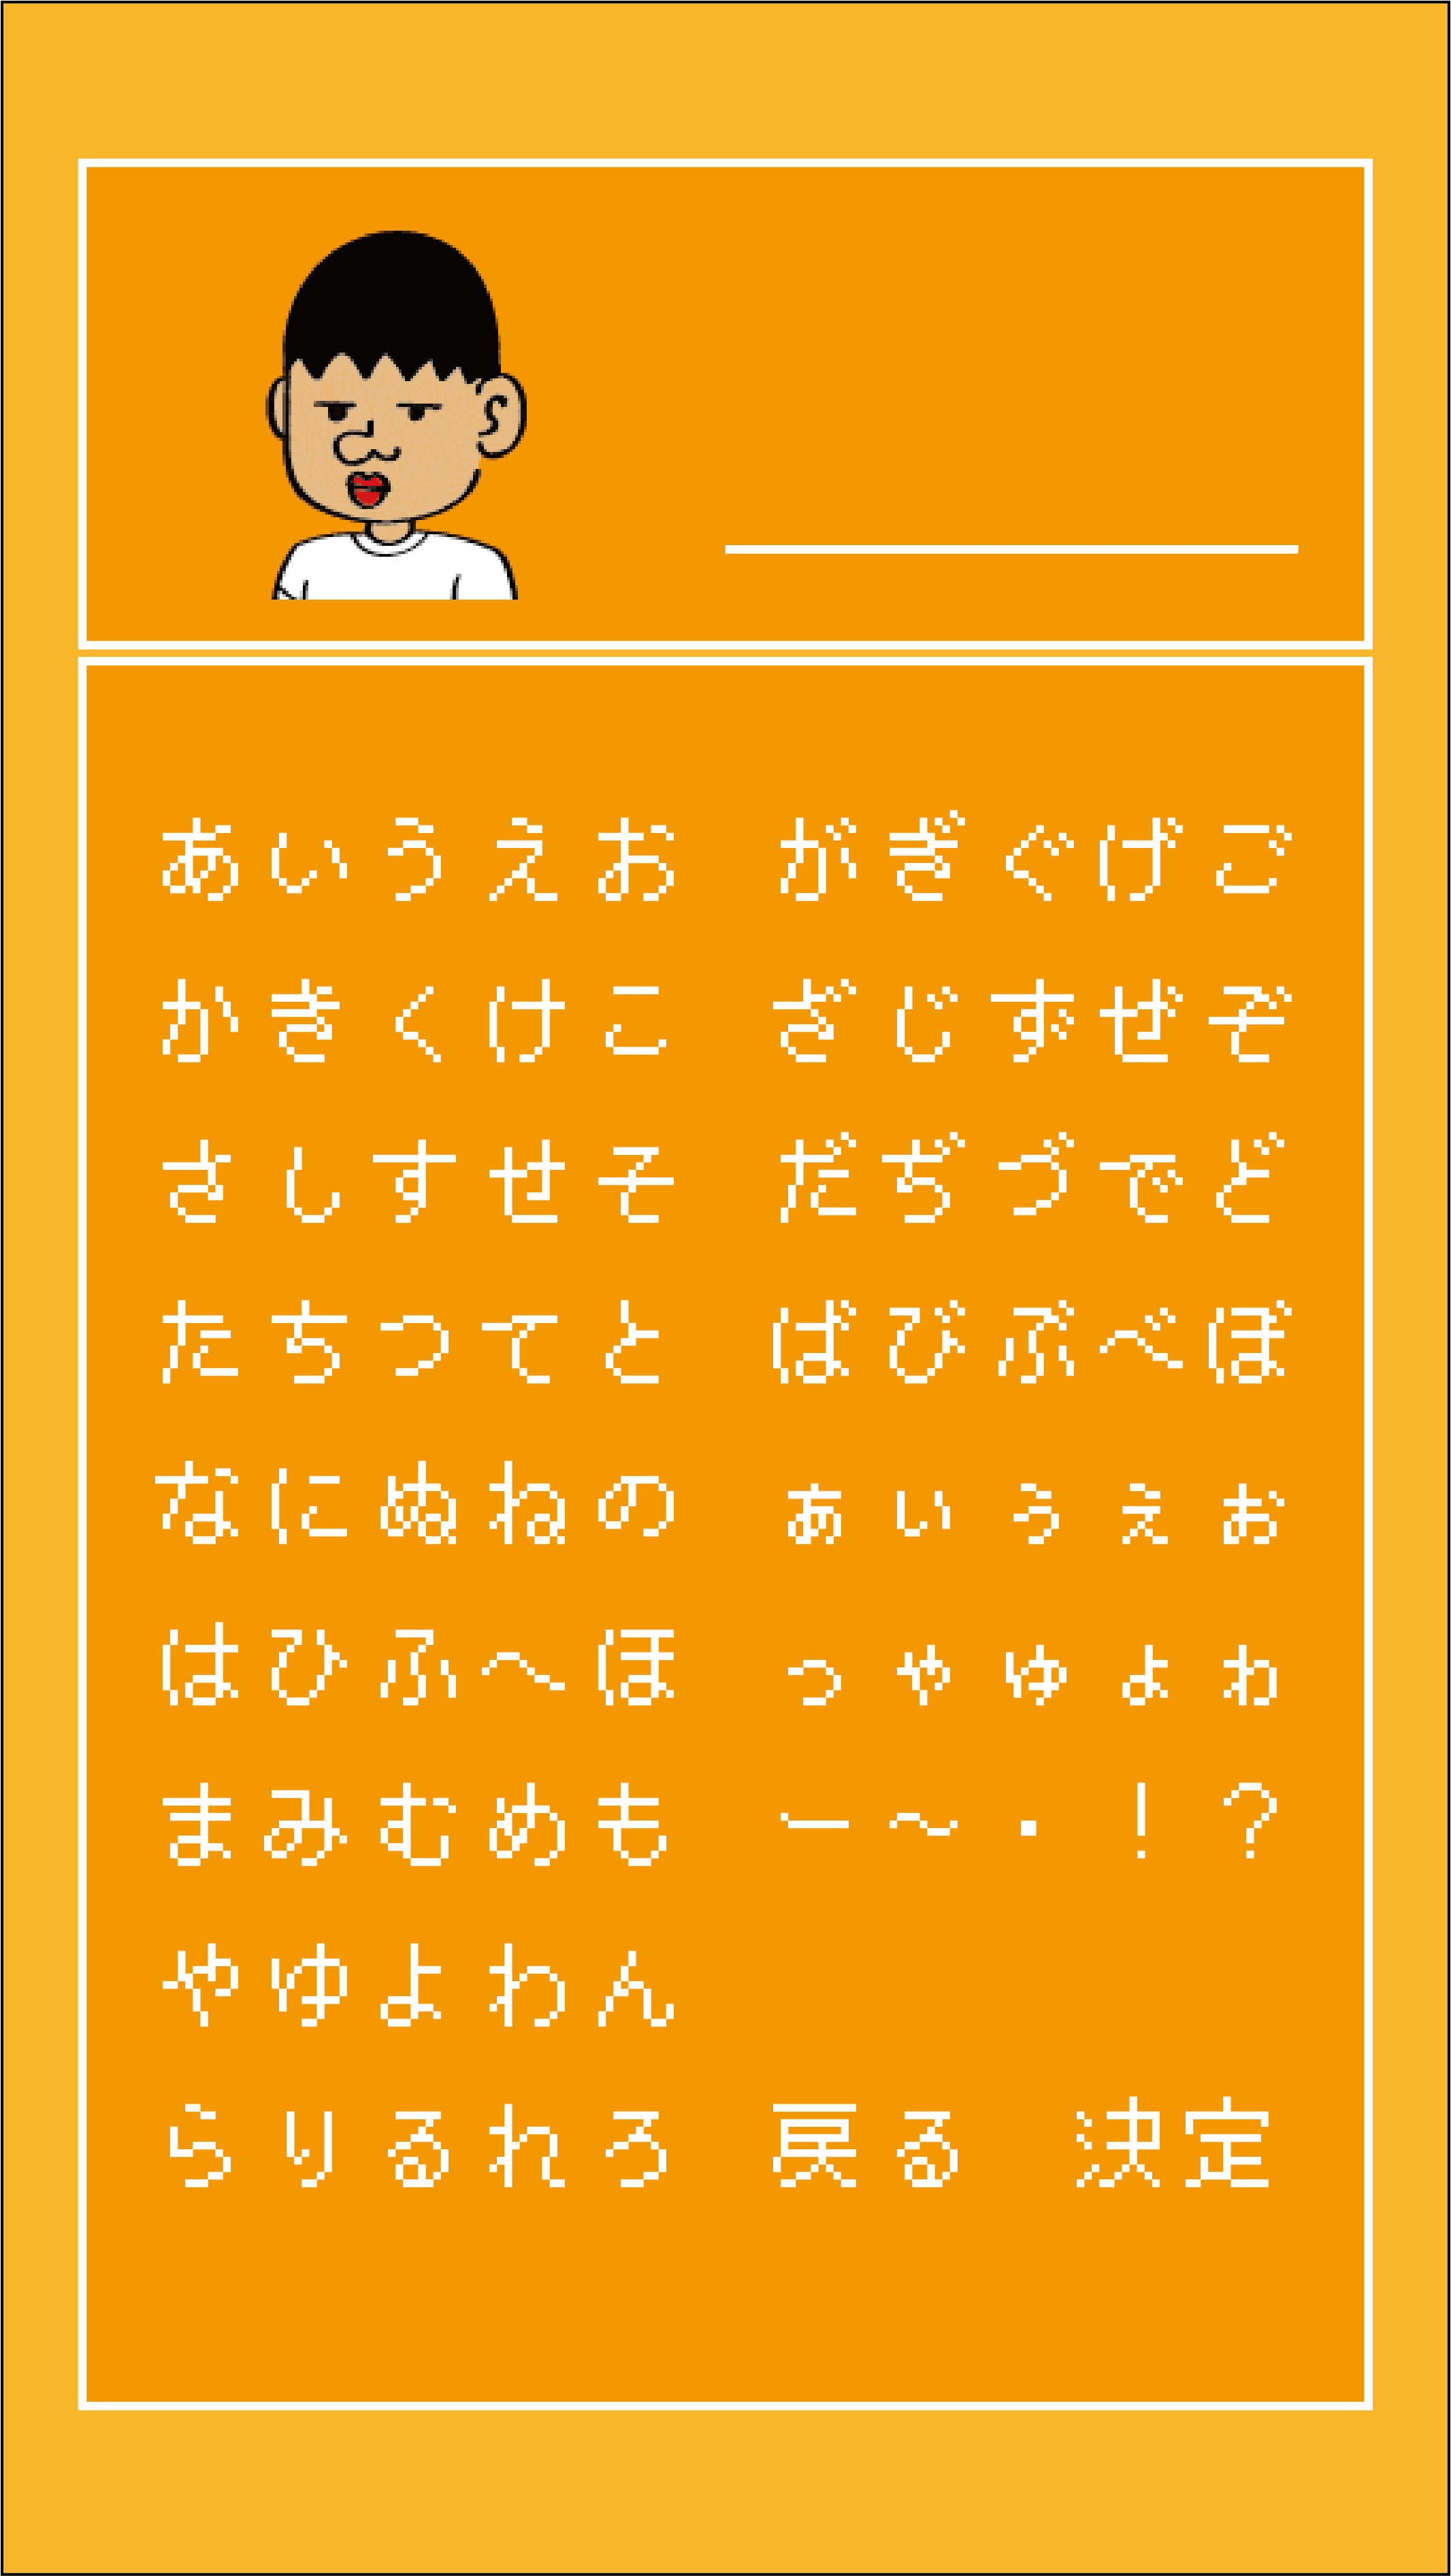 あいうえお がぎぐげご
かきくけこ ざじずぜぞ
さしすせそ だぢづでど
たちつてと ばびぶべぼ
なにぬねの ぁぃぅぇぉ
はひふへほ っゃゅょゎ
まみむめも ー～・！？
やゆよわん
らりるれろ 戻る 決定